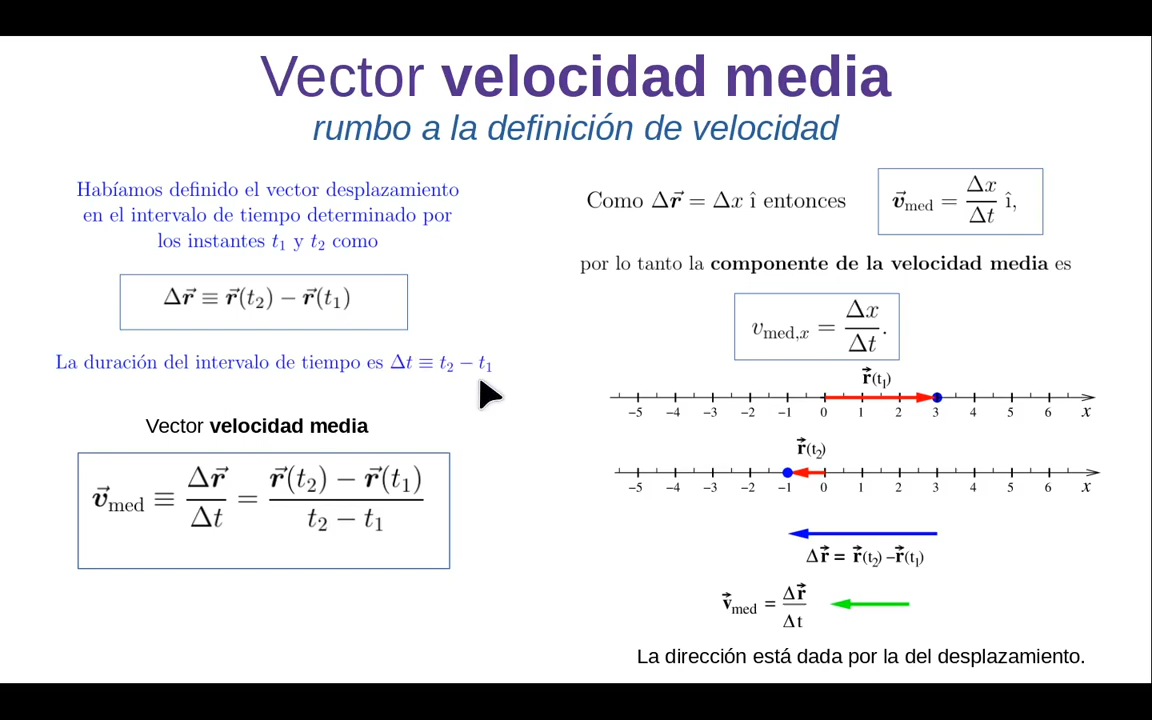 Vector velocidad media
rumbo a la definición de velocidad
Habíamos definido el vector desplazamiento
en el intervalo de tiempo determinado por
los instantes t₁ y t₂ como
Δr⃗ ≡ r⃗(t₂) − r⃗(t₁)
La duración del intervalo de tiempo es Δt ≡ t₂ − t₁
Vector velocidad media
v⃗med ≡ Δr⃗/Δt = (r⃗(t₂) − r⃗(t₁))/(t₂ − t₁)
Como Δr⃗ = Δx î entonces v⃗med = Δx/Δt î,
por lo tanto la componente de la velocidad media es
vmed,x = Δx/Δt.
r⃗(t₁)
−5 −4 −3 −2 −1 0 1 2 3 4 5 6 x
r⃗(t₂)
−5 −4 −3 −2 −1 0 1 2 3 4 5 6 x
Δr⃗ = r⃗(t₂) − r⃗(t₁)
v⃗med = Δr⃗/Δt
La dirección está dada por la del desplazamiento.